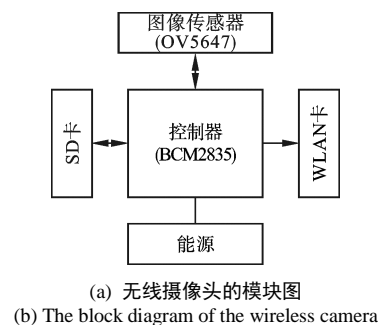 图像传感器
(OV5647)
SD卡
控制器
(BCM2835)
WLAN卡
能源
(a) 无线摄像头的模块图
(b) The block diagram of the wireless camera